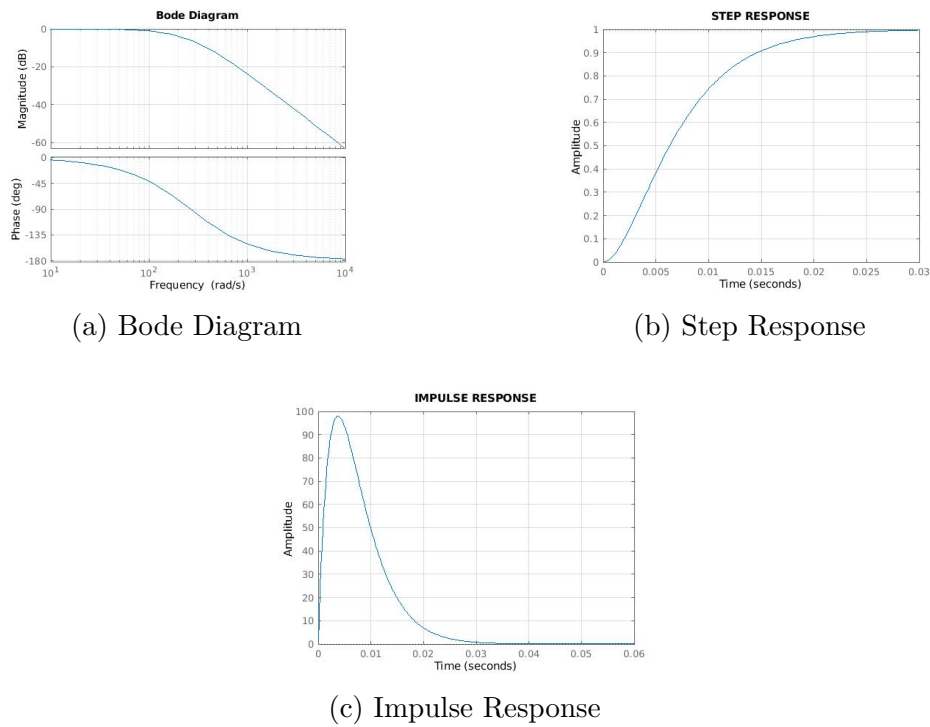 Bode Diagram
Magnitude (dB)
0
-20
-40
-60
Phase (deg)
0
-45
-90
-135
-180
10^1 10^2 10^3 10^4
Frequency (rad/s)
(a) Bode Diagram
STEP RESPONSE
Amplitude
1
0.9
0.8
0.7
0.6
0.5
0.4
0.3
0.2
0.1
0
0 0.005 0.01 0.015 0.02 0.025 0.03
Time (seconds)
(b) Step Response
IMPULSE RESPONSE
Amplitude
100
90
80
70
60
50
40
30
20
10
0
0 0.01 0.02 0.03 0.04 0.05 0.06
Time (seconds)
(c) Impulse Response